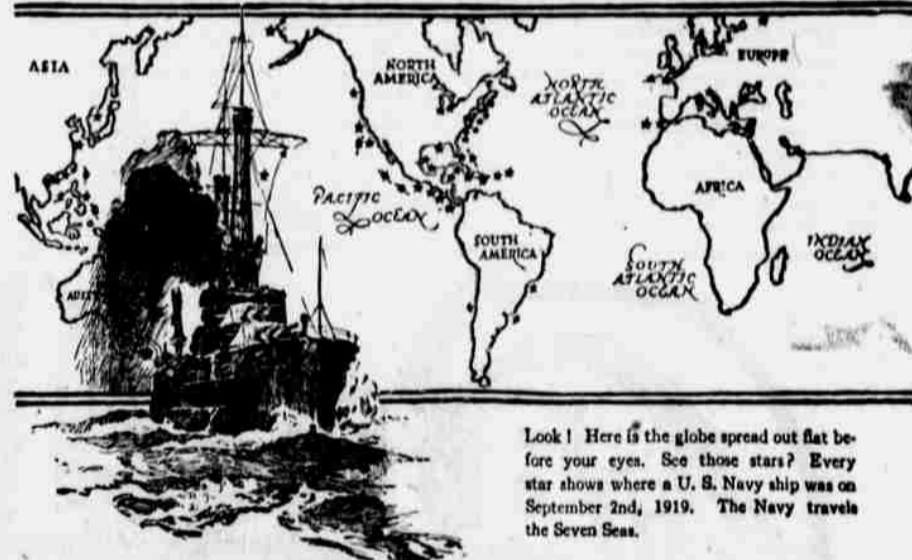 ASIA
NORTH
AMERICA
NORTH
ATLANTIC
OCEAN
EUROPE
PACIFIC
OCEAN
AFRICA
SOUTH
AMERICA
SOUTH
ATLANTIC
OCEAN
INDIAN
OCEAN
Look! Here is the globe spread out flat be-
fore your eyes. See those stars? Every
star shows where a U. S. Navy ship was on
September 2nd, 1919. The Navy travels
the Seven Seas.